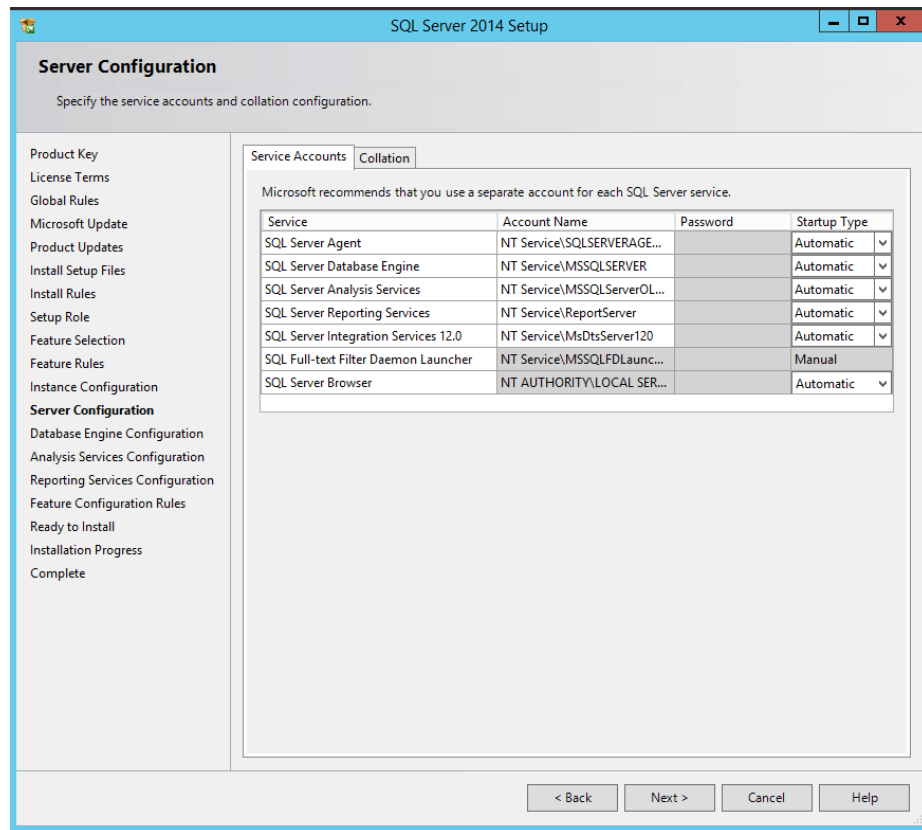 SQL Server 2014 Setup
Server Configuration
Specify the service accounts and collation configuration.
Product Key
License Terms
Global Rules
Microsoft Update
Product Updates
Install Setup Files
Install Rules
Setup Role
Feature Selection
Feature Rules
Instance Configuration
Server Configuration
Database Engine Configuration
Analysis Services Configuration
Reporting Services Configuration
Feature Configuration Rules
Ready to Install
Installation Progress
Complete
Service Accounts Collation
Microsoft recommends that you use a separate account for each SQL Server service.
Service Account Name Password Startup Type
SQL Server Agent NT Service\SQLSERVERAGE... Automatic
SQL Server Database Engine NT Service\MSSQLSERVER Automatic
SQL Server Analysis Services NT Service\MSSQLServerOL... Automatic
SQL Server Reporting Services NT Service\ReportServer Automatic
SQL Server Integration Services 12.0 NT Service\MsDtsServer120 Automatic
SQL Full-text Filter Daemon Launcher NT Service\MSSQLFDLaunc... Manual
SQL Server Browser NT AUTHORITY\LOCAL SER... Automatic
< Back Next > Cancel Help